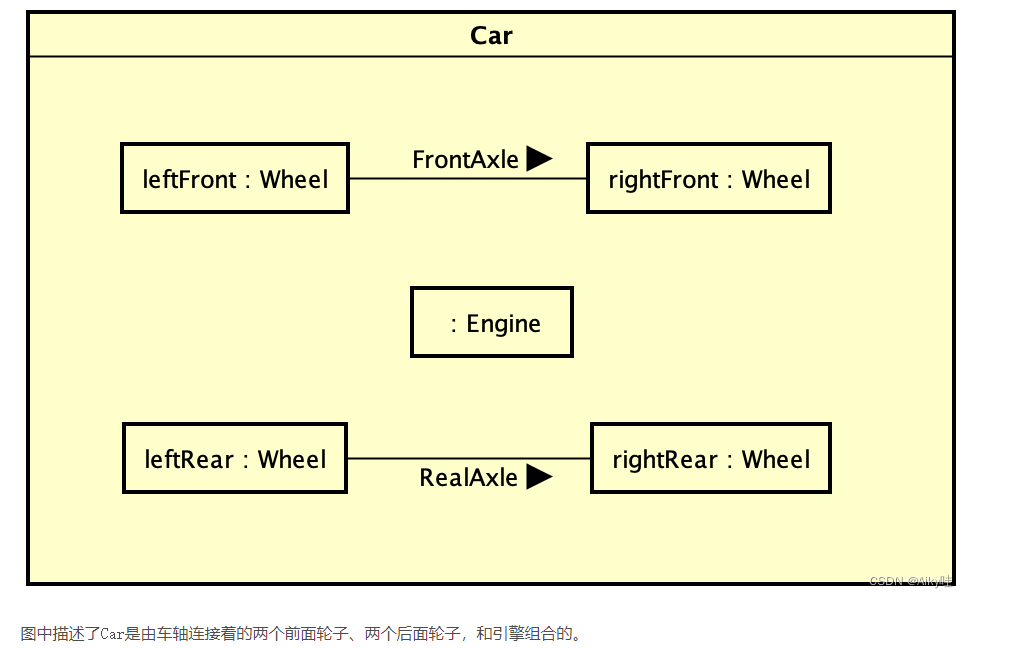 Car
FrontAxle ▶
leftFront : Wheel
rightFront : Wheel
: Engine
leftRear : Wheel
rightRear : Wheel
RealAxle ▶
CSDN @Aiky哇
图中描述了Car是由车轴连接着的两个前面轮子、两个后面轮子，和引擎组合的。